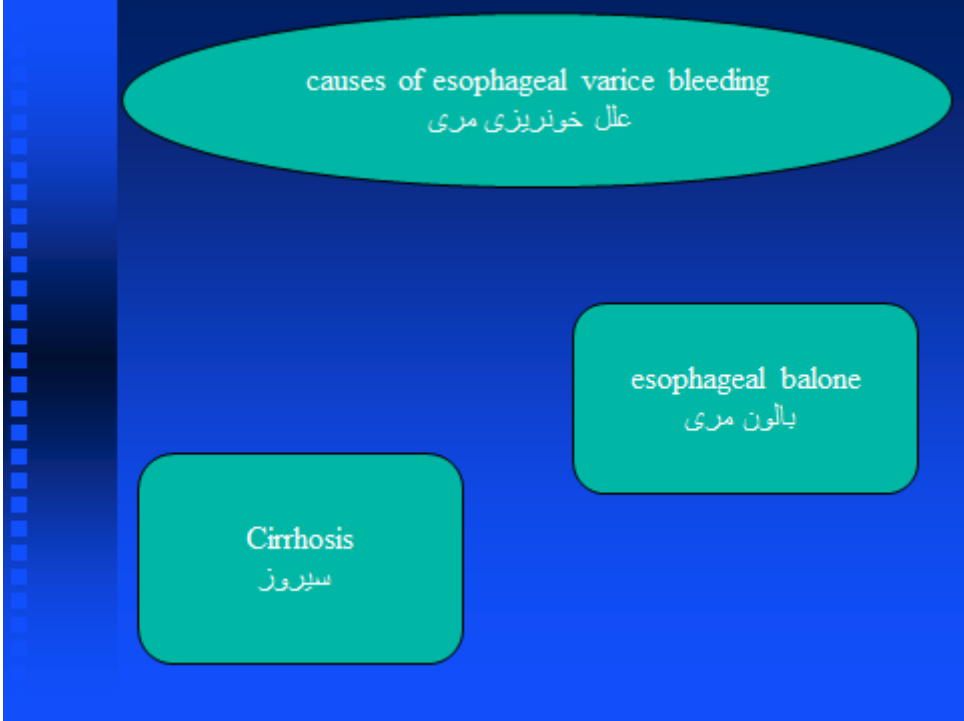 causes of esophageal varice bleeding
علل خونریزی مری
esophageal balone
بالون مری
Cirrhosis
سیروز